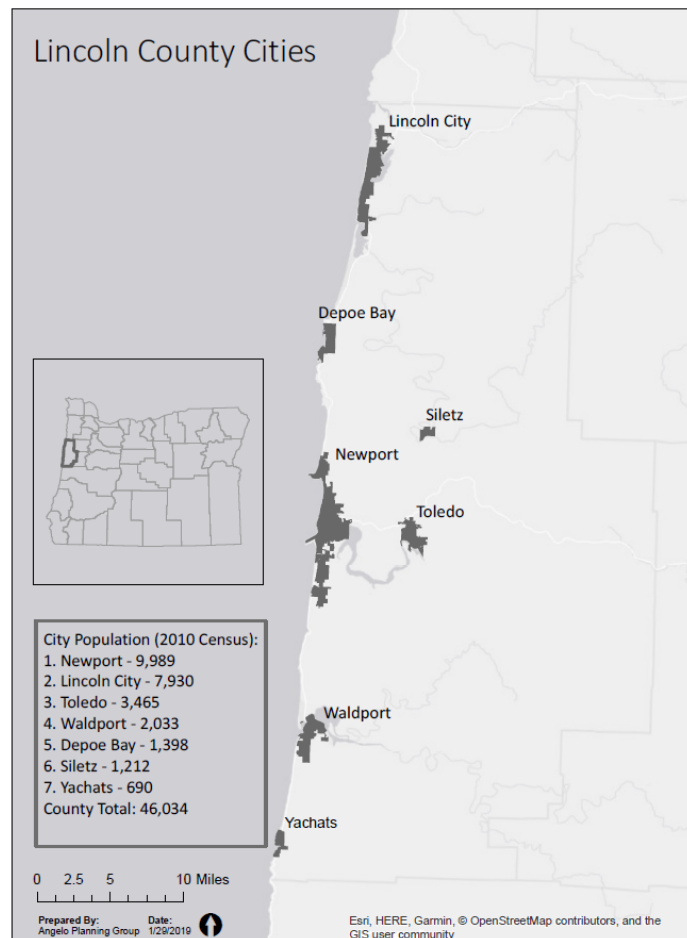 Lincoln County Cities
Lincoln City
Depoe Bay
Siletz
Newport
Toledo
Waldport
Yachats
City Population (2010 Census):
1. Newport - 9,989
2. Lincoln City - 7,930
3. Toledo - 3,465
4. Waldport - 2,033
5. Depoe Bay - 1,398
6. Siletz - 1,212
7. Yachats - 690
County Total: 46,034
0 2.5 5 10 Miles
Prepared By: Date:
Angelo Planning Group 1/29/2019
Esri, HERE, Garmin, © OpenStreetMap contributors, and the
GIS user community